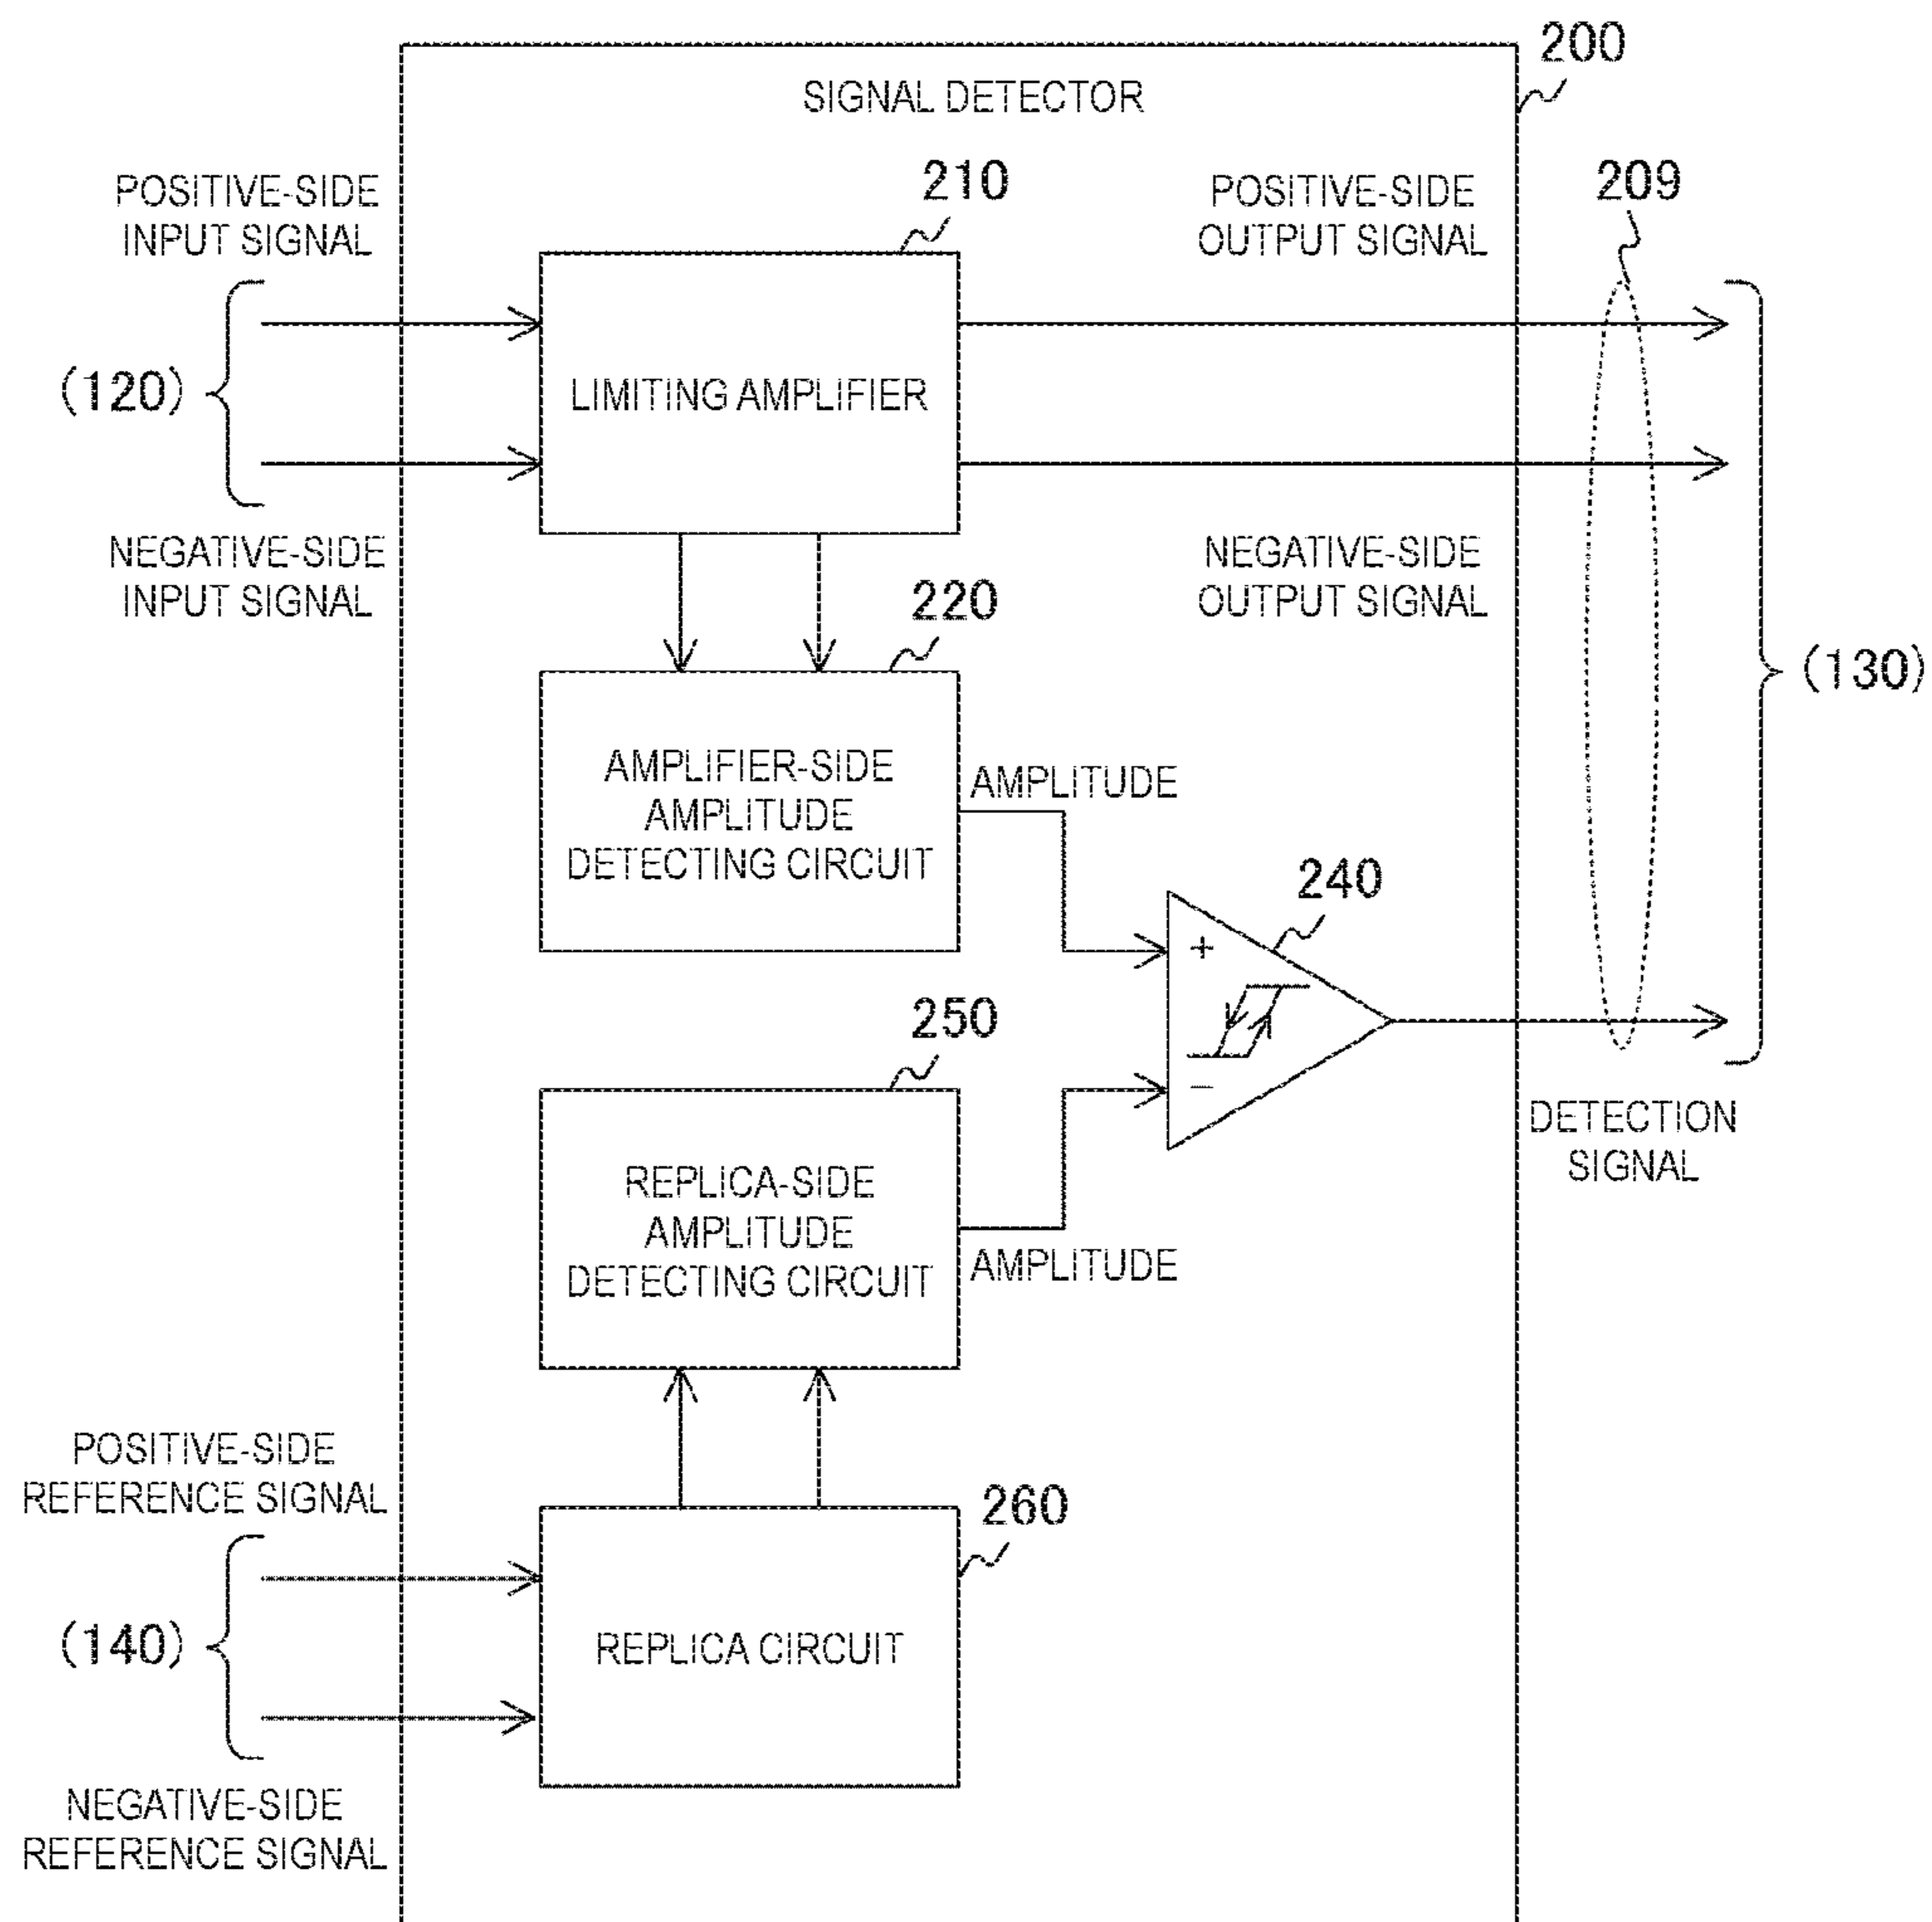 200
SIGNAL DETECTOR
210
209
POSITIVE-SIDE
INPUT SIGNAL
POSITIVE-SIDE
OUTPUT SIGNAL
(120)
LIMITING AMPLIFIER
NEGATIVE-SIDE
INPUT SIGNAL
NEGATIVE-SIDE
OUTPUT SIGNAL
220
(130)
AMPLIFIER-SIDE
AMPLITUDE
DETECTING CIRCUIT
AMPLITUDE
240
+
−
250
DETECTION
SIGNAL
REPLICA-SIDE
AMPLITUDE
DETECTING CIRCUIT
AMPLITUDE
POSITIVE-SIDE
REFERENCE SIGNAL
260
(140)
REPLICA CIRCUIT
NEGATIVE-SIDE
REFERENCE SIGNAL